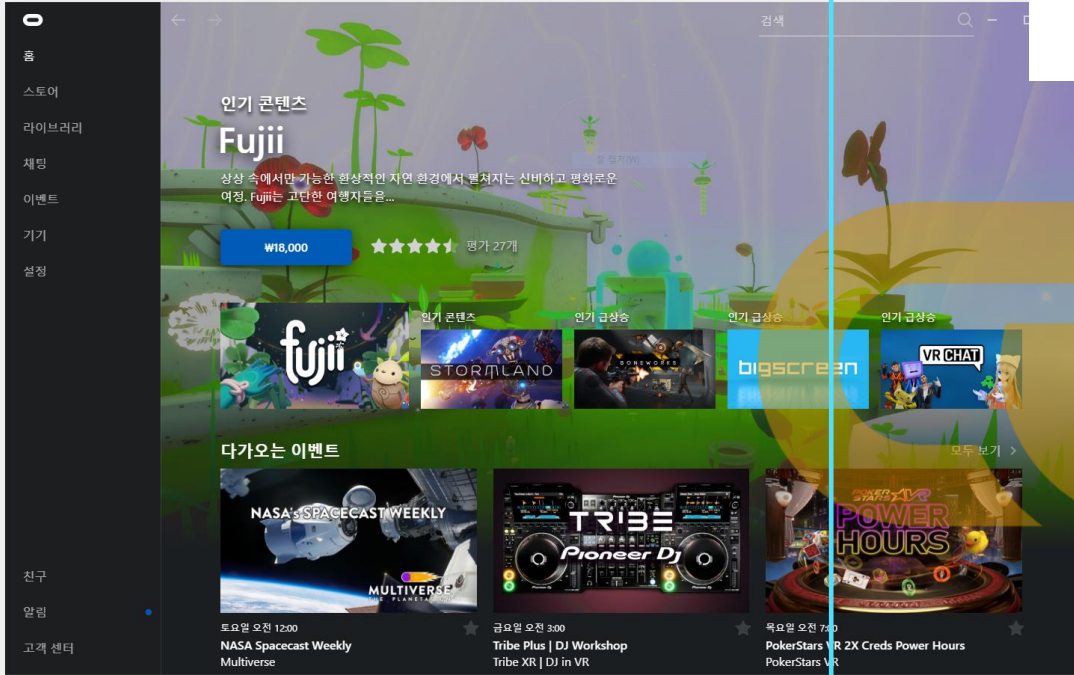 검색
홈
스토어
라이브러리
채팅
이벤트
기기
설정
친구
알림
고객 센터
인기 콘텐츠
Fujii
상상 속에서만 가능한 환상적인 자연 환경에서 펼쳐지는 신비하고 평화로운
여정. Fujii는 고단한 여행자들을...
₩18,000
평가 27개
fujii
인기 콘텐츠
STORMLAND
인기 급상승
BONEWORKS
인기 급상승
bigscreen
인기 급상승
VRCHAT
다가오는 이벤트
모두 보기
NASA's SPACECAST WEEKLY
MULTIVERSE
THE PLANETARIUM
토요일 오전 12:00
NASA Spacecast Weekly
Multiverse
TRIBE
Pioneer Dj
금요일 오전 3:00
Tribe Plus | DJ Workshop
Tribe XR | DJ in VR
POKER
STARS VR
POWER
HOURS
목요일 오전 7:00
PokerStars VR 2X Creds Power Hours
PokerStars VR